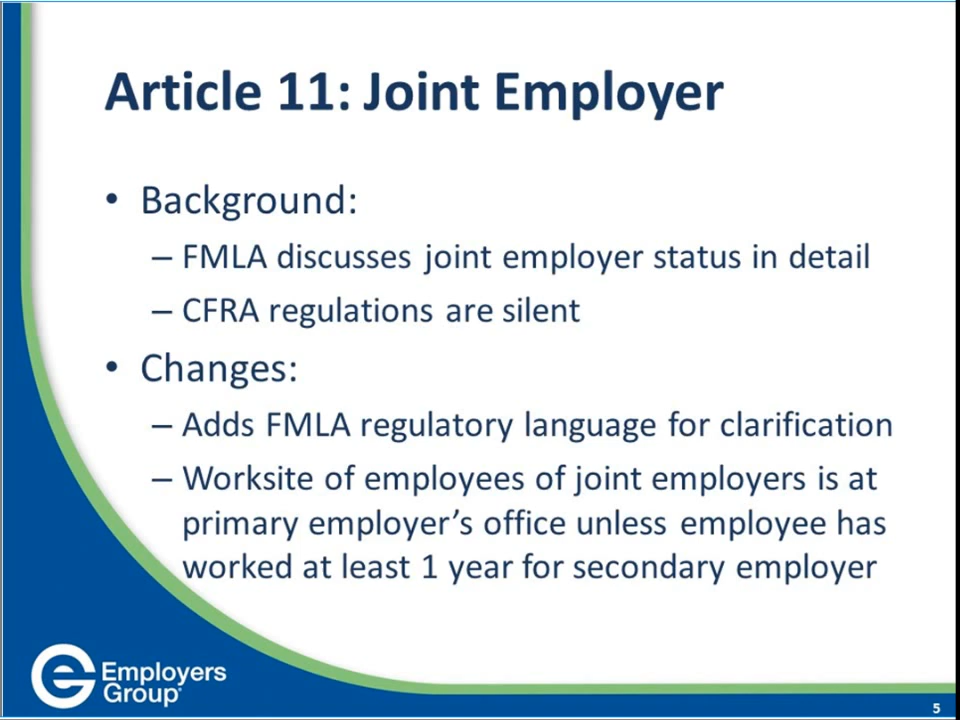 Article 11: Joint Employer
• Background:
– FMLA discusses joint employer status in detail
– CFRA regulations are silent
• Changes:
– Adds FMLA regulatory language for clarification
– Worksite of employees of joint employers is at
primary employer's office unless employee has
worked at least 1 year for secondary employer
Employers
Group
5